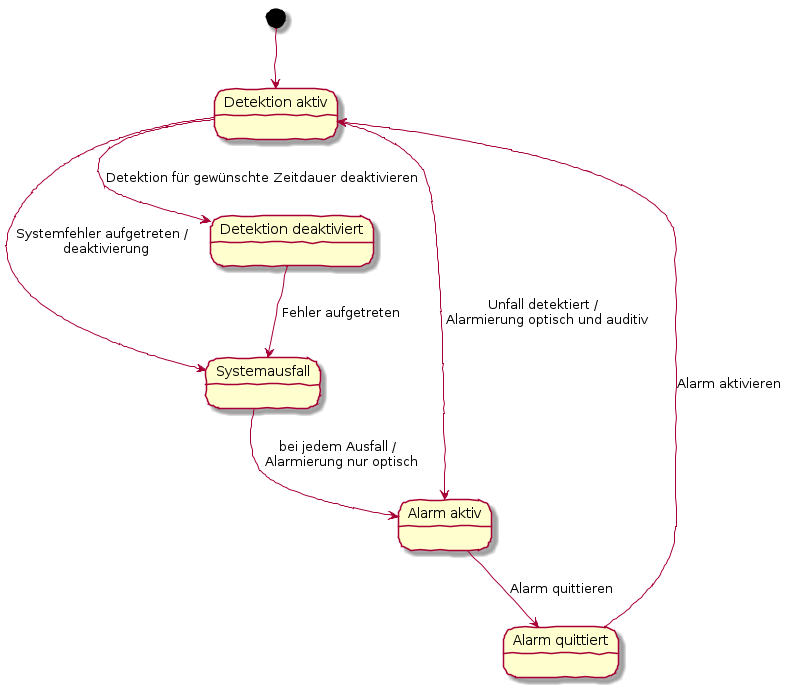 Detektion aktiv
Detektion für gewünschte Zeitdauer deaktivieren
Systemfehler aufgetreten /
deaktivierung
Detektion deaktiviert
Fehler aufgetreten
Unfall detektiert /
Alarmierung optisch und auditiv
Systemausfall
Alarm aktivieren
bei jedem Ausfall /
Alarmierung nur optisch
Alarm aktiv
Alarm quittieren
Alarm quittiert